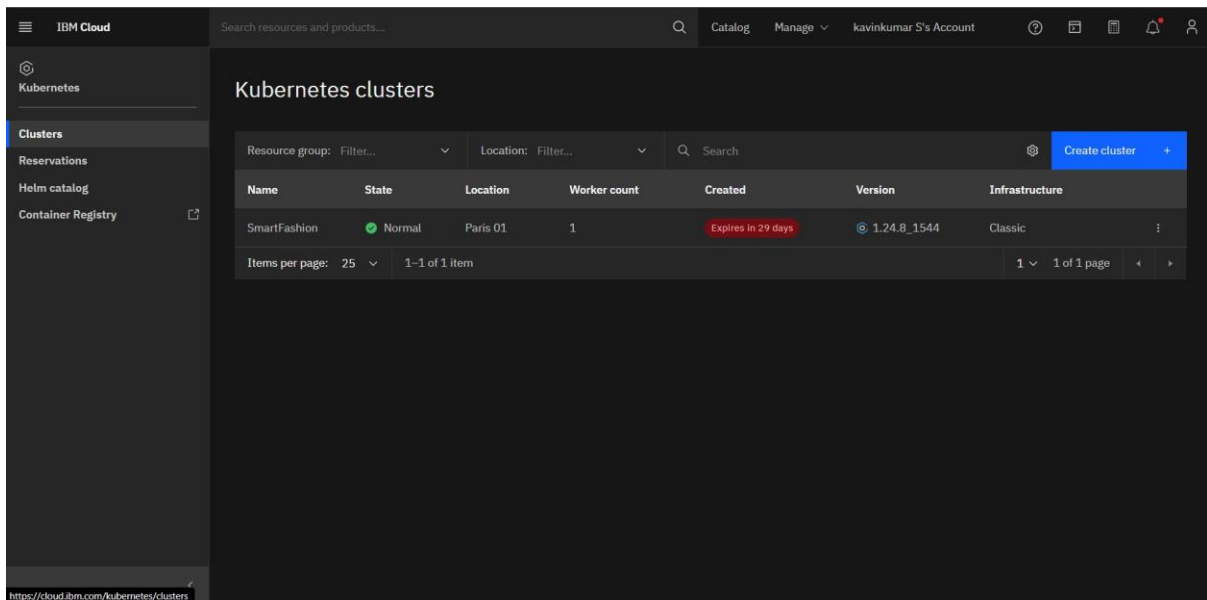 IBM Cloud
Search resources and products...
Catalog
Manage
kavinkumar S's Account
Kubernetes
Clusters
Reservations
Helm catalog
Container Registry
Kubernetes clusters
Resource group: Filter...
Location: Filter...
Search
Create cluster +
Name State Location Worker count Created Version Infrastructure
SmartFashion Normal Paris 01 1 Expires in 29 days 1.24.8_1544 Classic
Items per page: 25 1–1 of 1 item 1 1 of 1 page
https://cloud.ibm.com/kubernetes/clusters